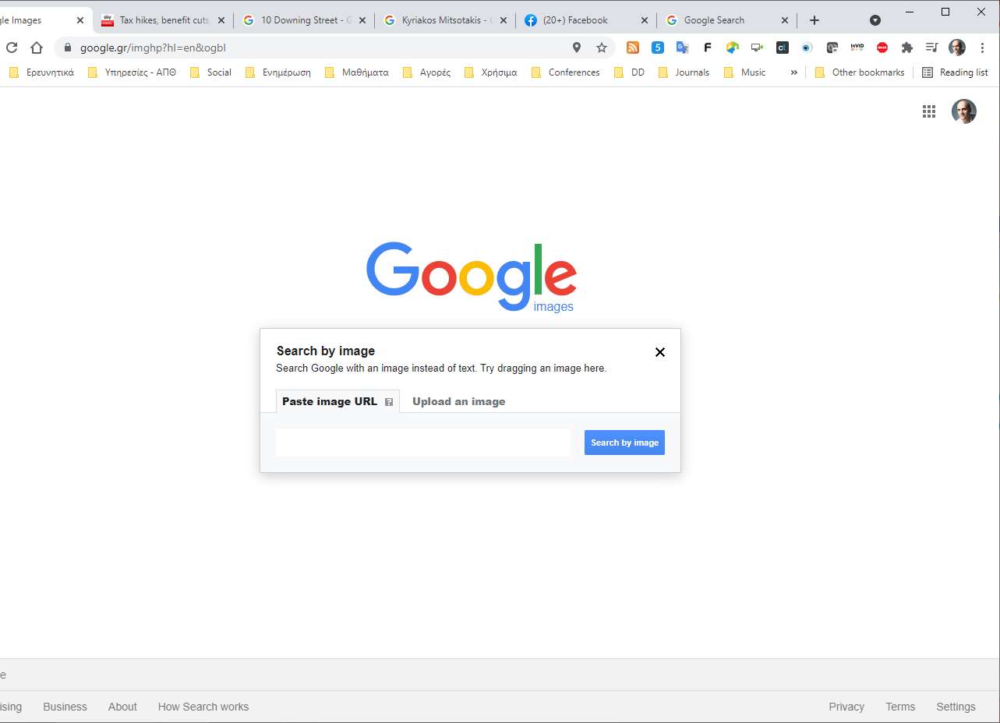 gle Images
Tax hikes, benefit cuts,
10 Downing Street - G
Kyriakos Mitsotakis -
(20+) Facebook
Google Search
google.gr/imghp?hl=en&ogbl
5
F
InVID
Ερευνητικά
Υπηρεσίες - ΑΠΘ
Social
Ενημέρωση
Μαθήματα
Αγορές
Χρήσιμα
Conferences
DD
Journals
Music
»
Other bookmarks
Reading list
Google
images
Search by image
Search Google with an image instead of text. Try dragging an image here.
Paste image URL ?
Upload an image
Search by image
e
ising
Business
About
How Search works
Privacy
Terms
Settings